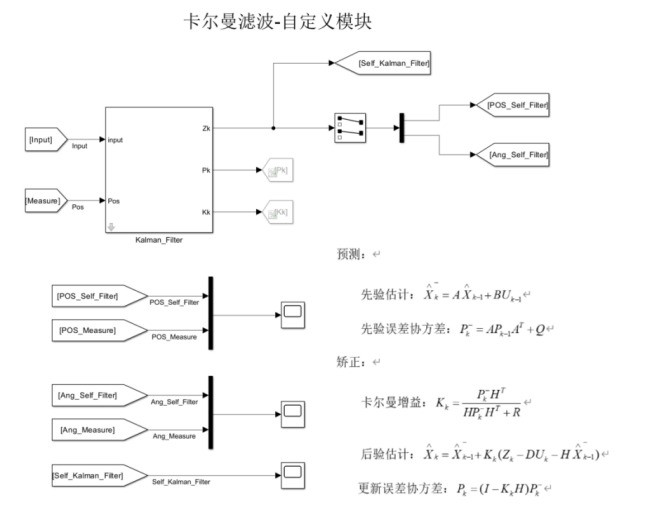 卡尔曼滤波-自定义模块
[Self_Kalman_Filter]
[Input]
Input
input
Zk
[POS_Self_Filter]
[Ang_Self_Filter]
Pk
[Pk]
[Measure]
Pos
Pos
Kk
[Kk]
Kalman_Filter
[POS_Self_Filter]
POS_Self_Filter
[POS_Measure]
POS_Measure
[Ang_Self_Filter]
Ang_Self_Filter
[Ang_Measure]
Ang_Measure
[Self_Kalman_Filter]
Self_Kalman_Filter
预测：
先验估计： X̂ₖ⁻ = A X̂ₖ₋₁ + BUₖ₋₁
先验误差协方差： Pₖ⁻ = APₖ₋₁Aᵀ + Q
矫正：
卡尔曼增益： Kₖ = Pₖ⁻Hᵀ / (HPₖ⁻Hᵀ + R)
后验估计： X̂ₖ = X̂ₖ₋₁⁻ + Kₖ(Zₖ − DUₖ − H X̂ₖ₋₁⁻)
更新误差协方差： Pₖ = (I − KₖH)Pₖ⁻